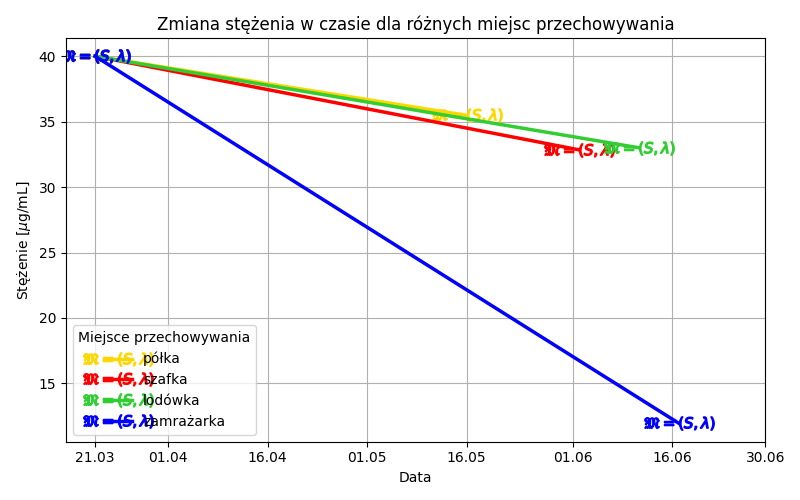 Zmiana stężenia w czasie dla różnych miejsc przechowywania
Stężenie [μg/mL]
40
35
30
25
20
15
𝔐 = (S, λ)
𝔐 = (S, λ)
𝔐 = (S, λ)
𝔐 = (S, λ)
𝔐 = (S, λ)
Miejsce przechowywania
𝔐 = (S, λ) półka
𝔐 = (S, λ) szafka
𝔐 = (S, λ) lodówka
𝔐 = (S, λ) zamrażarka
21.03 01.04 16.04 01.05 16.05 01.06 16.06 30.06
Data